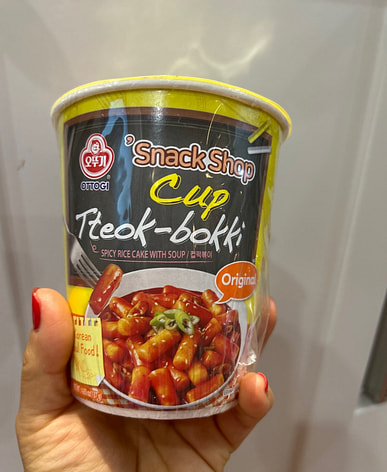 오뚜기
OTTOGI
'Snack Shop
Cup
Tteok-bokki
SPICY RICE CAKE WITH SOUP / 컵떡볶이
Original
Korean
Food!